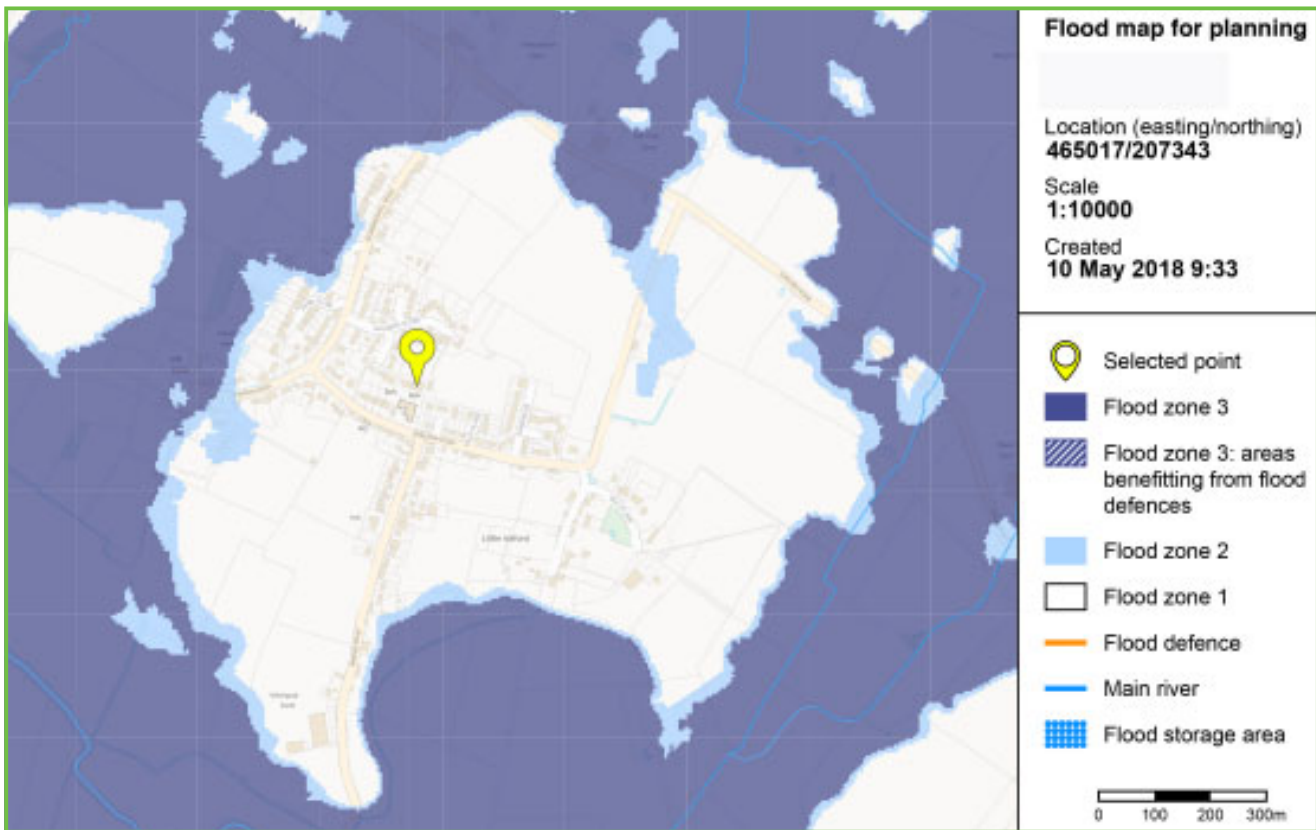 Flood map for planning
Location (easting/northing)
465017/207343
Scale
1:10000
Created
10 May 2018 9:33
Selected point
Flood zone 3
Flood zone 3: areas
benefitting from flood
defences
Flood zone 2
Flood zone 1
Flood defence
Main river
Flood storage area
0 100 200 300m